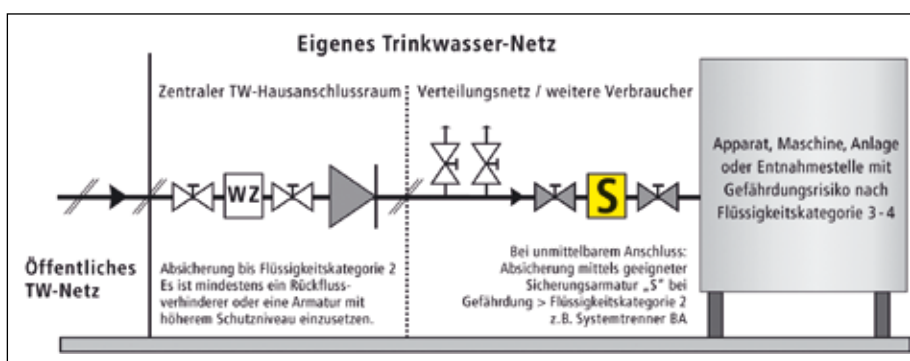 Eigenes Trinkwasser-Netz
Zentraler TW-Hausanschlussraum
Verteilungsnetz / weitere Verbraucher
WZ
S
Apparat, Maschine, Anlage
oder Entnahmestelle mit
Gefährdungsrisiko nach
Flüssigkeitskategorie 3-4
Öffentliches
TW-Netz
Absicherung bis Flüssigkeitskategorie 2
Es ist mindestens ein Rückfluss-
verhinderer oder eine Armatur mit
höherem Schutzniveau einzusetzen.
Bei unmittelbarem Anschluss:
Absicherung mittels geeigneter
Sicherungsarmatur „S" bei
Gefährdung > Flüssigkeitskategorie 2
z.B. Systemtrenner BA